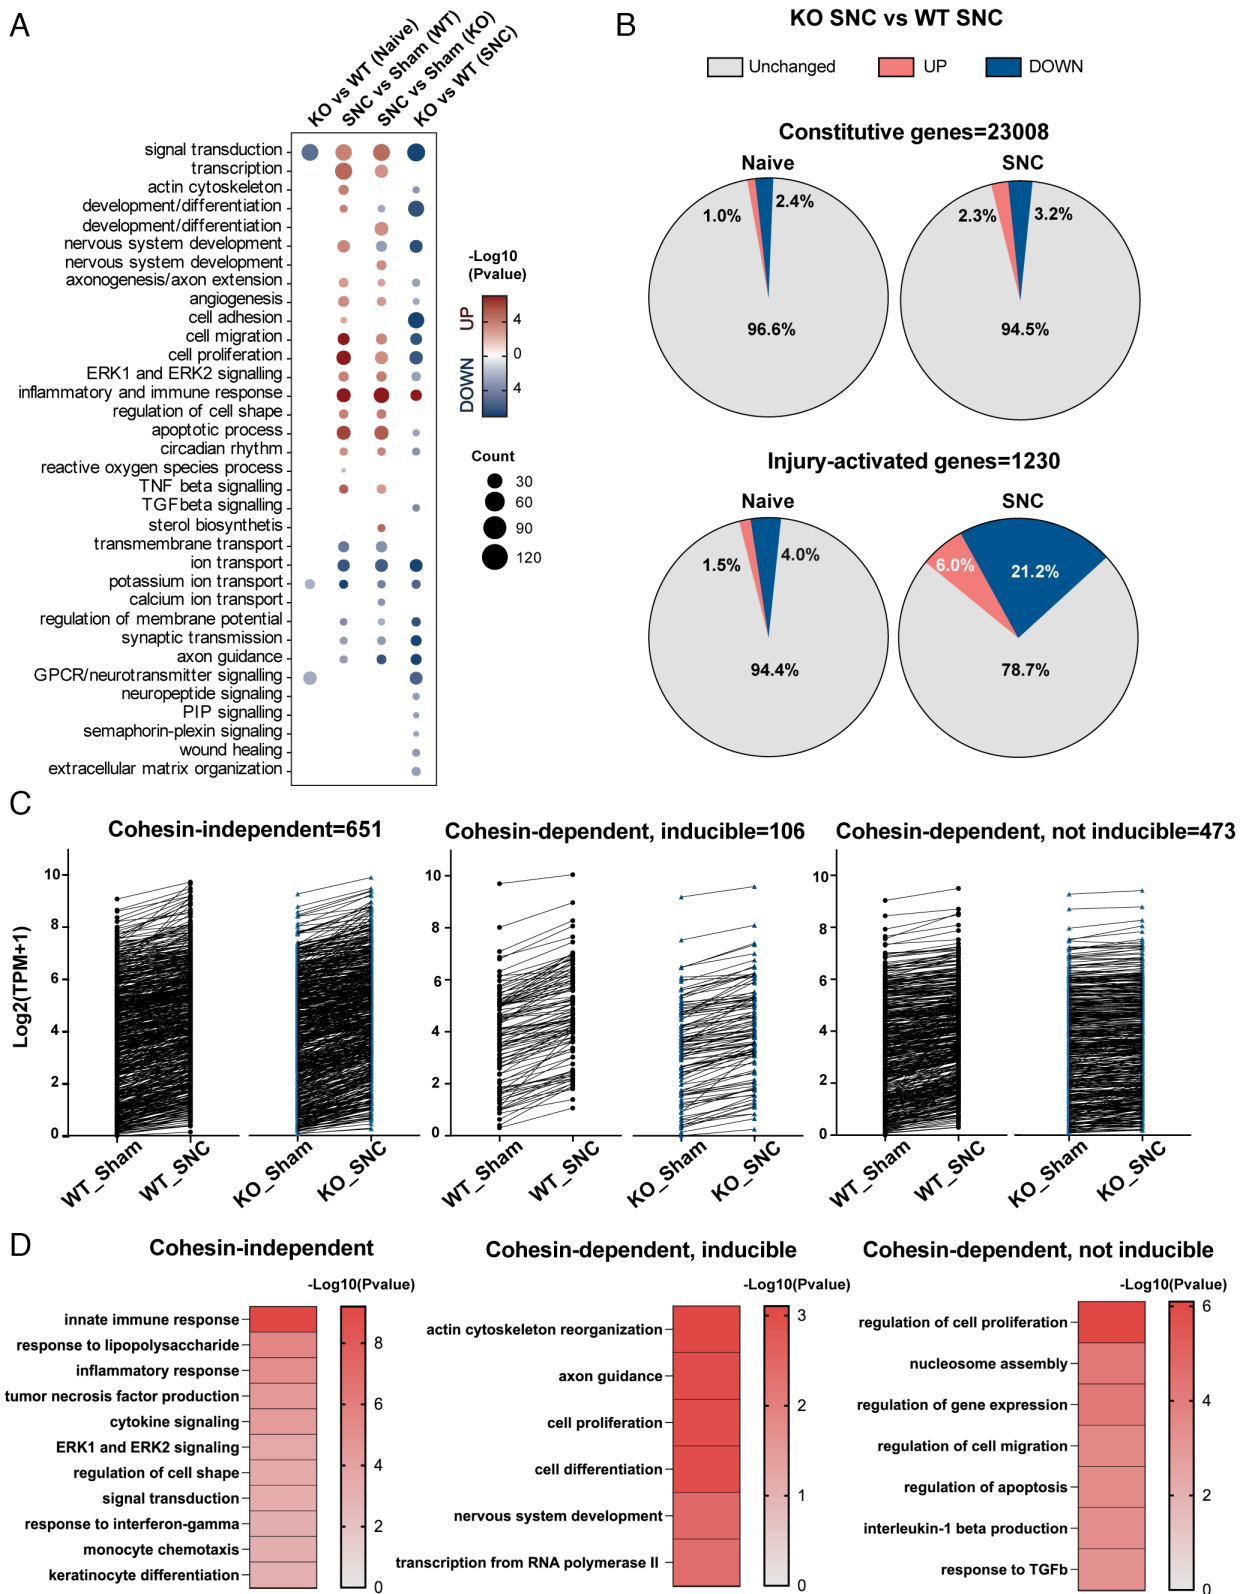 A
KO vs WT (Naive)
SNC vs Sham (WT)
SNC vs Sham (KO)
KO vs WT (SNC)
signal transduction
transcription
actin cytoskeleton
development/differentiation
development/differentiation
nervous system development
nervous system development
axonogenesis/axon extension
angiogenesis
cell adhesion
cell migration
cell proliferation
ERK1 and ERK2 signalling
inflammatory and immune response
regulation of cell shape
apoptotic process
circadian rhythm
reactive oxygen species process
TNF beta signalling
TGFbeta signalling
sterol biosynthetis
transmembrane transport
ion transport
potassium ion transport
calcium ion transport
regulation of membrane potential
synaptic transmission
axon guidance
GPCR/neurotransmitter signalling
neuropeptide signaling
PIP signalling
semaphorin-plexin signaling
wound healing
extracellular matrix organization
-Log10
(Pvalue)
UP
DOWN
4
0
4
Count
30
60
90
120
B
KO SNC vs WT SNC
Unchanged
UP
DOWN
Constitutive genes=23008
Naive
SNC
1.0%
2.4%
96.6%
2.3%
3.2%
94.5%
Injury-activated genes=1230
Naive
SNC
1.5%
4.0%
94.4%
6.0%
21.2%
78.7%
C
Cohesin-independent=651
Cohesin-dependent, inducible=106
Cohesin-dependent, not inducible=473
Log2(TPM+1)
10
8
6
4
2
0
WT_Sham
WT_SNC
KO_Sham
KO_SNC
10
8
6
4
2
0
WT_Sham
WT_SNC
KO_Sham
KO_SNC
10
8
6
4
2
0
WT_Sham
WT_SNC
KO_Sham
KO_SNC
D
Cohesin-independent
-Log10(Pvalue)
innate immune response
response to lipopolysaccharide
inflammatory response
tumor necrosis factor production
cytokine signaling
ERK1 and ERK2 signaling
regulation of cell shape
signal transduction
response to interferon-gamma
monocyte chemotaxis
keratinocyte differentiation
8
6
4
2
0
Cohesin-dependent, inducible
-Log10(Pvalue)
actin cytoskeleton reorganization
axon guidance
cell proliferation
cell differentiation
nervous system development
transcription from RNA polymerase II
3
2
1
0
Cohesin-dependent, not inducible
-Log10(Pvalue)
regulation of cell proliferation
nucleosome assembly
regulation of gene expression
regulation of cell migration
regulation of apoptosis
interleukin-1 beta production
response to TGFb
6
4
2
0